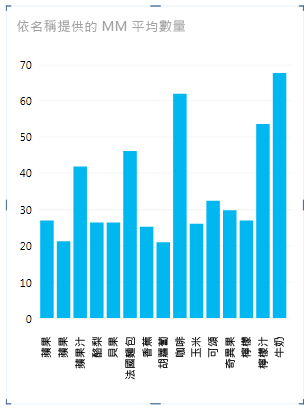 依名稱提供的 MM 平均數量
70
60
50
40
30
20
10
0
蘋果
蘋果
蘋果汁
酪梨
貝果
法國麵包
香蕉
胡蘿蔔
咖啡
玉米
可頌
奇異果
檸檬
檸檬汁
牛奶